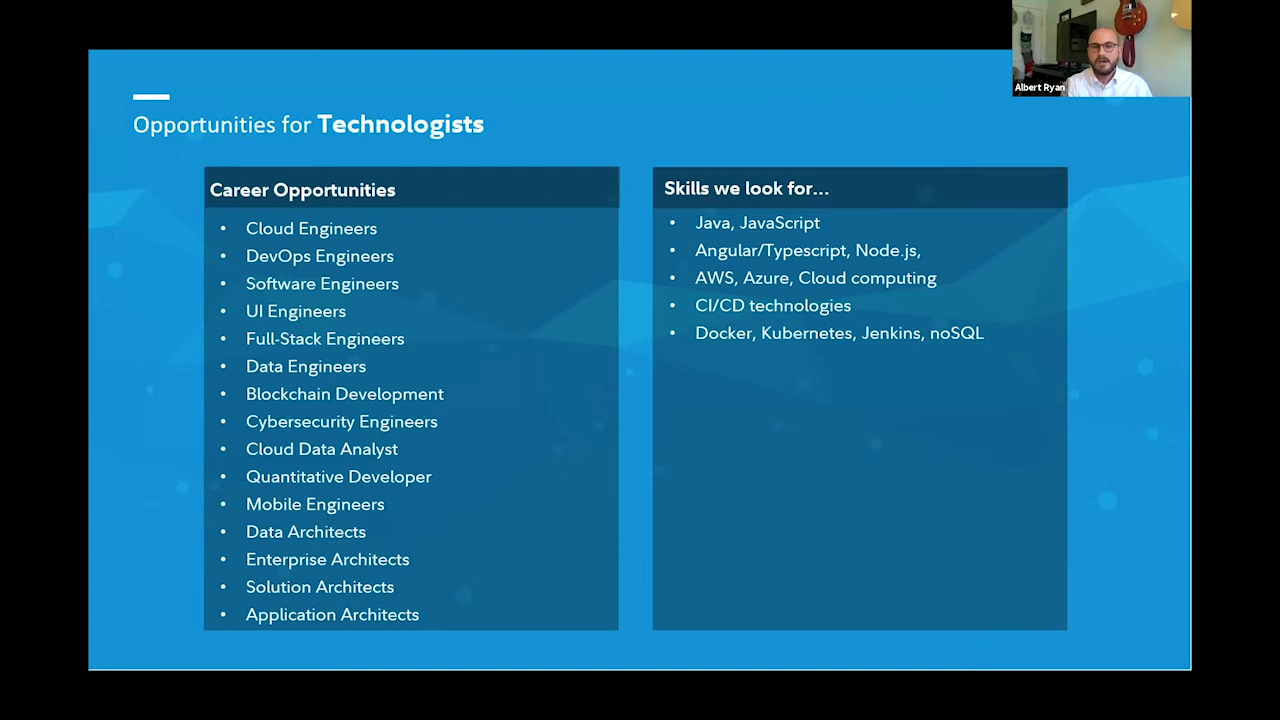 Albert Ryan
Opportunities for Technologists
Career Opportunities
• Cloud Engineers
• DevOps Engineers
• Software Engineers
• UI Engineers
• Full-Stack Engineers
• Data Engineers
• Blockchain Development
• Cybersecurity Engineers
• Cloud Data Analyst
• Quantitative Developer
• Mobile Engineers
• Data Architects
• Enterprise Architects
• Solution Architects
• Application Architects
Skills we look for...
• Java, JavaScript
• Angular/Typescript, Node.js,
• AWS, Azure, Cloud computing
• CI/CD technologies
• Docker, Kubernetes, Jenkins, noSQL